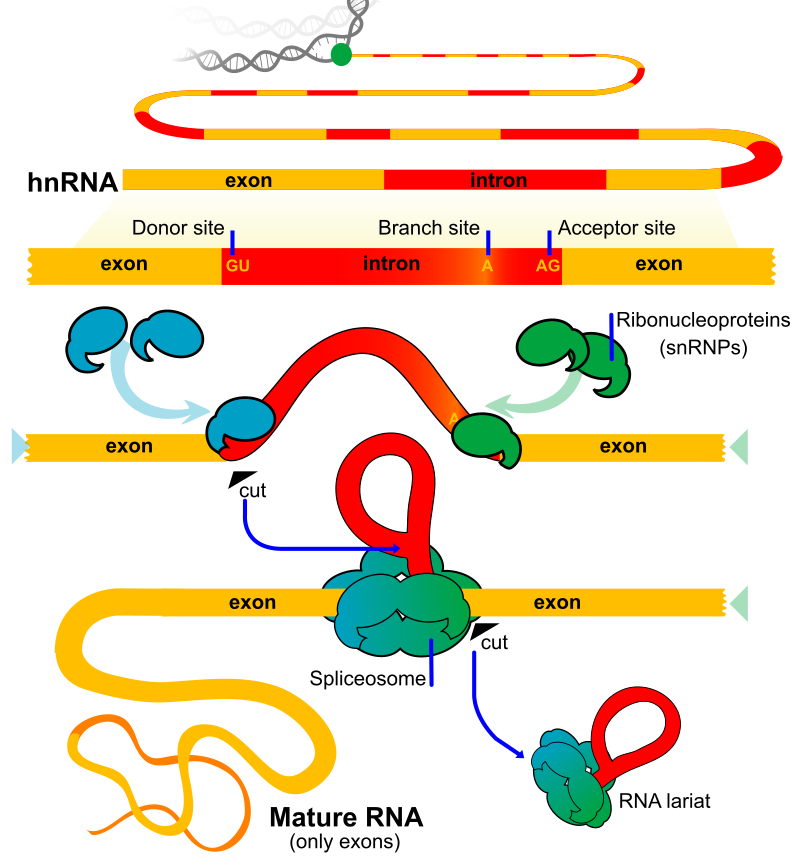 hnRNA
exon
intron
Donor site
Branch site
Acceptor site
exon
GU
intron
A
AG
exon
Ribonucleoproteins
(snRNPs)
A
exon
exon
cut
exon
exon
cut
Spliceosome
RNA lariat
Mature RNA
(only exons)